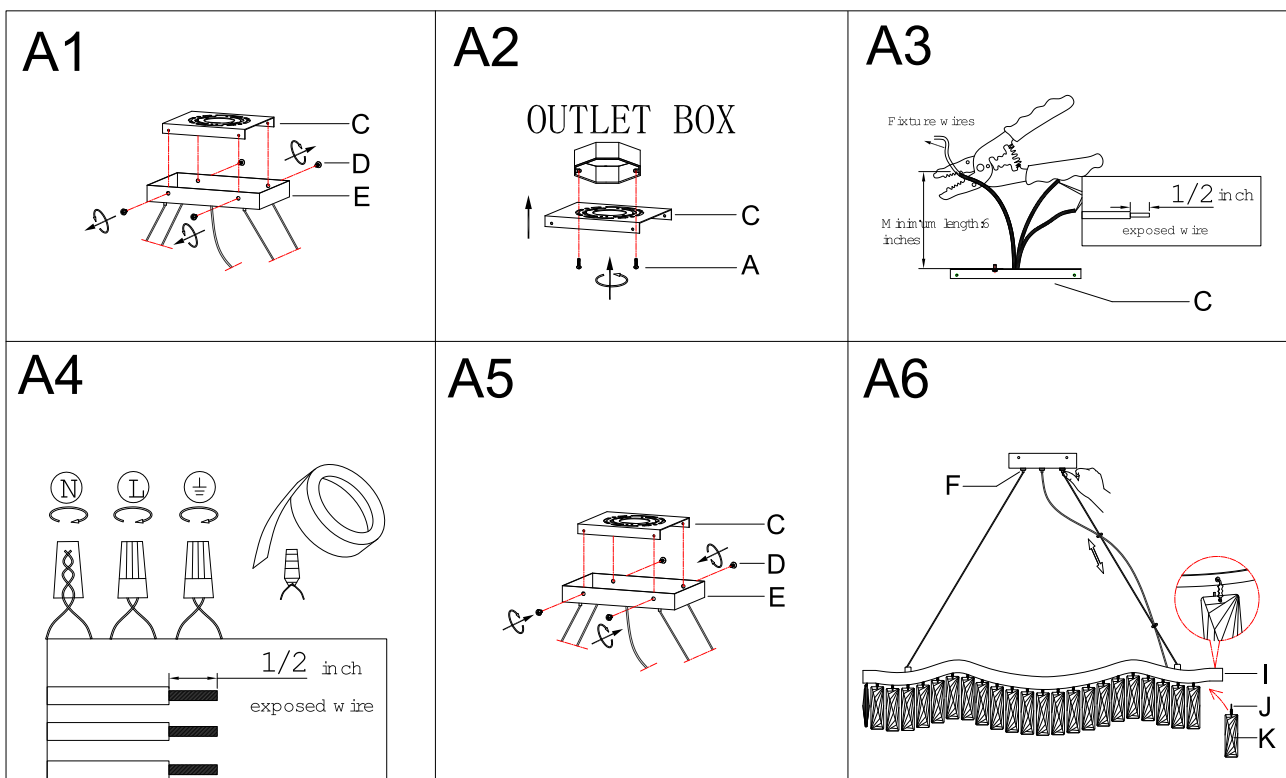 A1
C
D
E
A2
OUTLET BOX
C
A
A3
Fixture wires
1/2 inch
exposed wire
Minimum length:6
inches
C
A4
N
L
1/2 inch
exposed wire
A5
C
D
E
A6
F
I
J
K